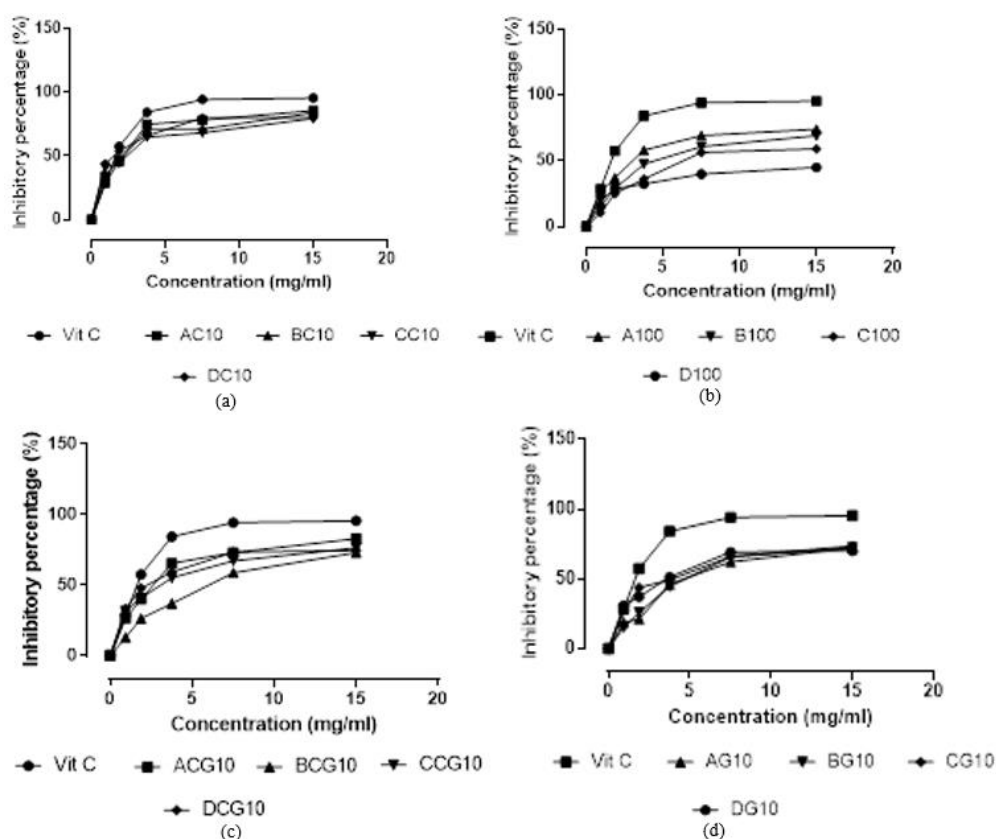 150
100
50
0
Inhibitory percentage (%)
0 5 10 15 20
Concentration (mg/ml)
Vit C AC10 BC10 CC10
DC10
(a)
150
100
50
0
Inhibitory percentage (%)
0 5 10 15 20
Concentration (mg/ml)
Vit C A100 B100 C100
D100
(b)
150
100
50
0
Inhibitory percentage (%)
0 5 10 15 20
Concentration (mg/ml)
Vit C ACG10 BCG10 CCG10
DCG10
(c)
150
100
50
0
Inhibitory percentage (%)
0 5 10 15 20
Concentration (mg/ml)
Vit C AG10 BG10 CG10
DG10
(d)